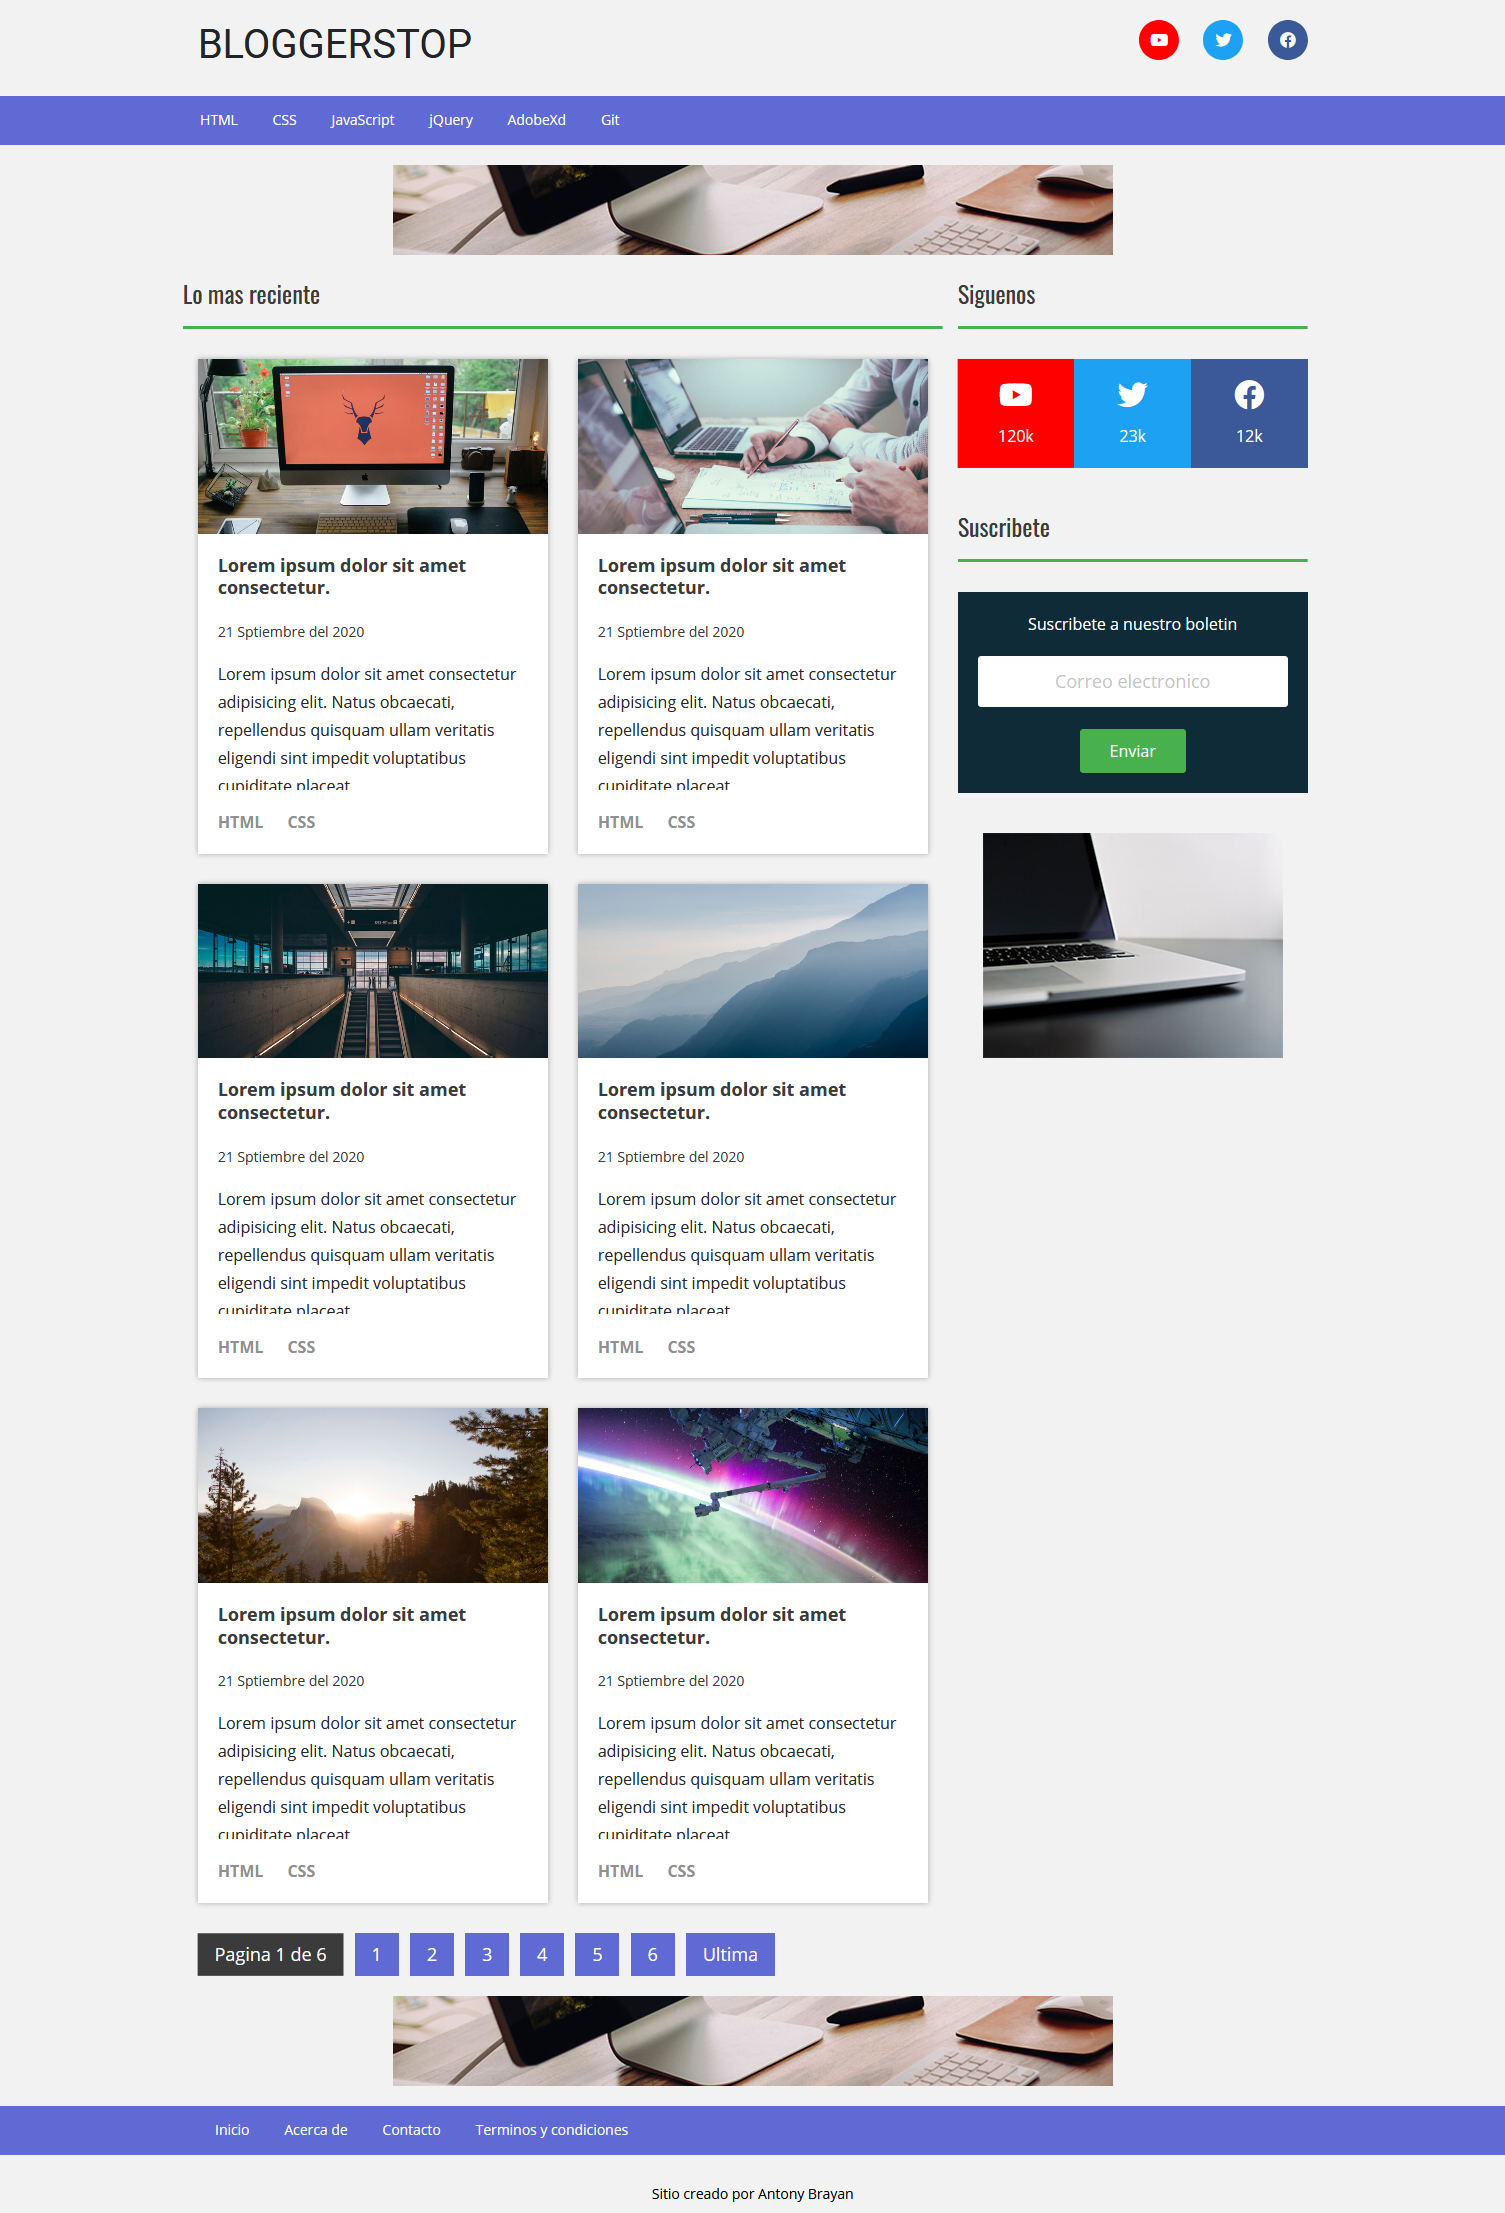 BLOGGERSTOP
HTML CSS JavaScript jQuery AdobeXd Git
Lo mas reciente
Lorem ipsum dolor sit amet
consectetur.
21 Sptiembre del 2020
Lorem ipsum dolor sit amet consectetur
adipisicing elit. Natus obcaecati,
repellendus quisquam ullam veritatis
eligendi sint impedit voluptatibus
cupiditate placeat
HTML CSS
Lorem ipsum dolor sit amet
consectetur.
21 Sptiembre del 2020
Lorem ipsum dolor sit amet consectetur
adipisicing elit. Natus obcaecati,
repellendus quisquam ullam veritatis
eligendi sint impedit voluptatibus
cupiditate placeat
HTML CSS
Lorem ipsum dolor sit amet
consectetur.
21 Sptiembre del 2020
Lorem ipsum dolor sit amet consectetur
adipisicing elit. Natus obcaecati,
repellendus quisquam ullam veritatis
eligendi sint impedit voluptatibus
cupiditate placeat
HTML CSS
Lorem ipsum dolor sit amet
consectetur.
21 Sptiembre del 2020
Lorem ipsum dolor sit amet consectetur
adipisicing elit. Natus obcaecati,
repellendus quisquam ullam veritatis
eligendi sint impedit voluptatibus
cupiditate placeat
HTML CSS
Lorem ipsum dolor sit amet
consectetur.
21 Sptiembre del 2020
Lorem ipsum dolor sit amet consectetur
adipisicing elit. Natus obcaecati,
repellendus quisquam ullam veritatis
eligendi sint impedit voluptatibus
cupiditate placeat
HTML CSS
Lorem ipsum dolor sit amet
consectetur.
21 Sptiembre del 2020
Lorem ipsum dolor sit amet consectetur
adipisicing elit. Natus obcaecati,
repellendus quisquam ullam veritatis
eligendi sint impedit voluptatibus
cupiditate placeat
HTML CSS
Pagina 1 de 6 1 2 3 4 5 6 Ultima
Siguenos
120k 23k 12k
Suscribete
Suscribete a nuestro boletin
Correo electronico
Enviar
Inicio Acerca de Contacto Terminos y condiciones
Sitio creado por Antony Brayan